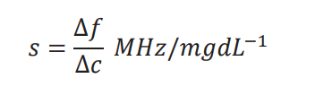 s = Δf / Δc MHz/mgdL⁻¹